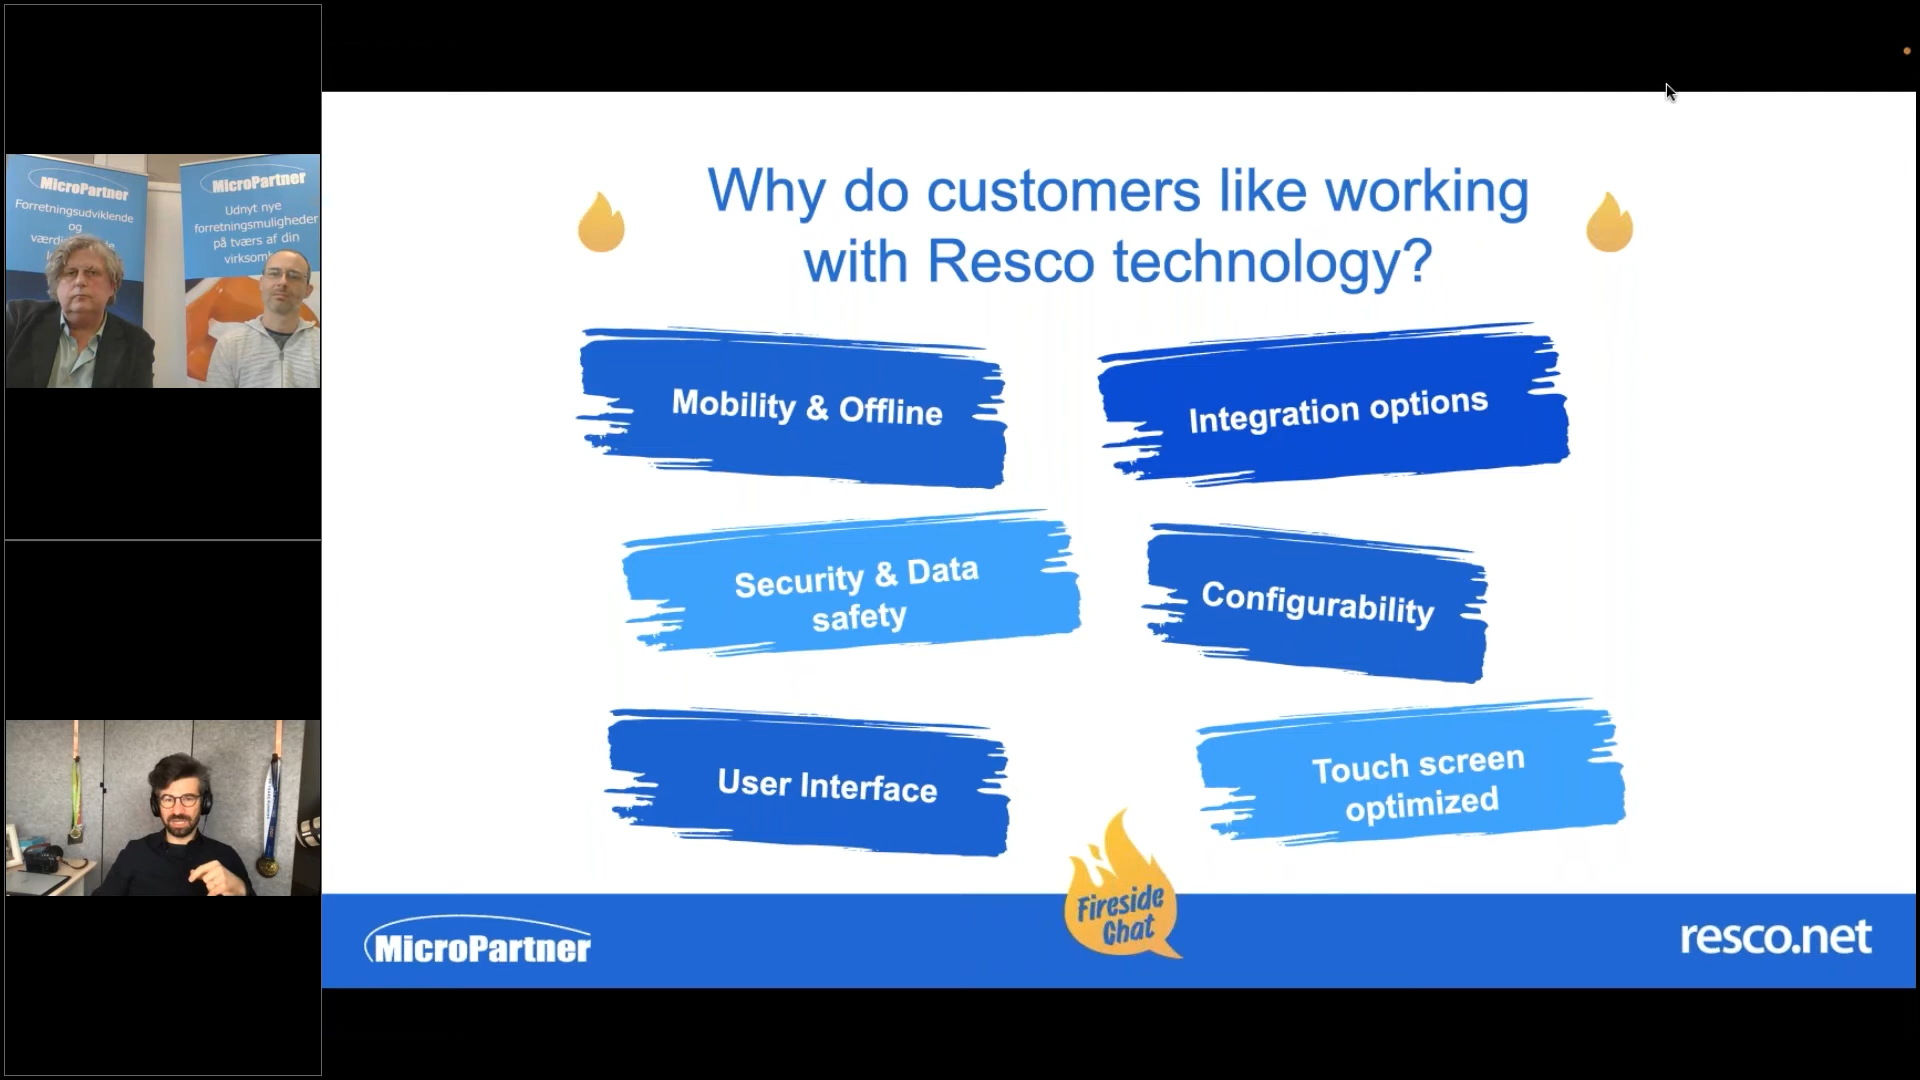 MicroPartner
Forretningsudviklende
og
MicroPartner
Udnyt nye
forretningsmuligheder
på tværs af din
Why do customers like working
with Resco technology?
Mobility & Offline
Integration options
Security & Data
safety
Configurability
User Interface
Touch screen
optimized
MicroPartner
Fireside
Chat
resco.net